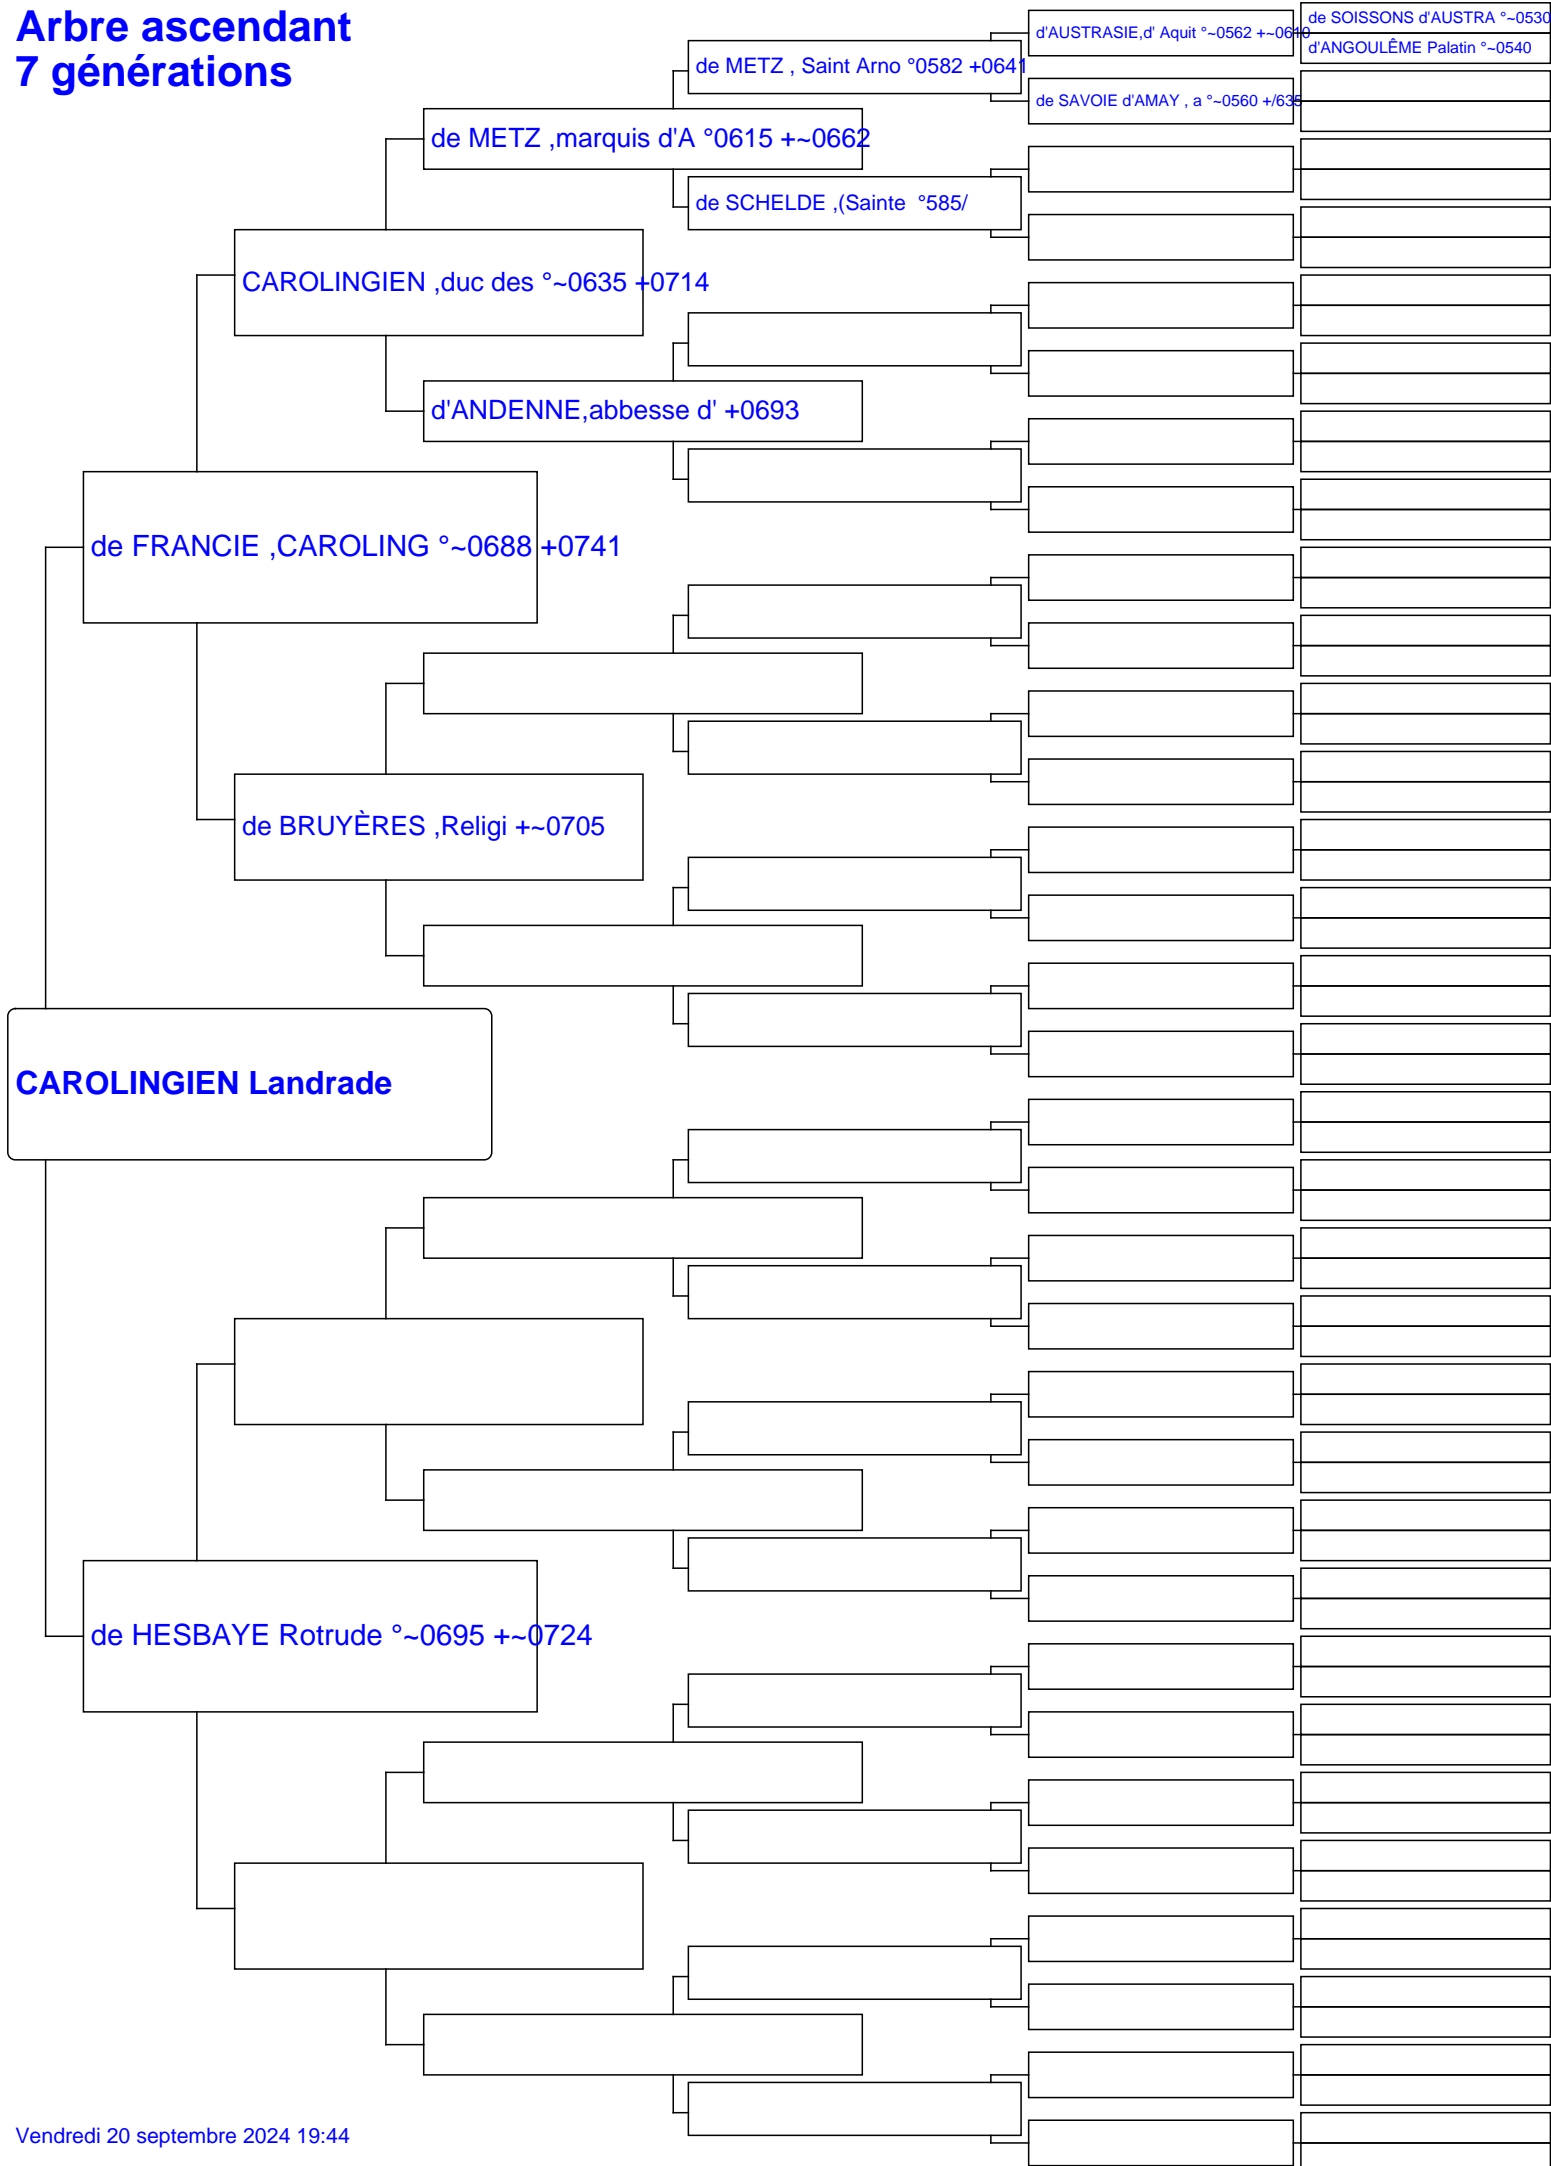 Arbre ascendant
7 générations
de SOISSONS d'AUSTRA °~0530
d'AUSTRASIE,d' Aquit °~0562 +~0610
d'ANGOULÊME Palatin °~0540
de METZ , Saint Arno °0582 +0641
de SAVOIE d'AMAY , a °~0560 +/635
de METZ ,marquis d'A °0615 +~0662
de SCHELDE ,(Sainte °585/
CAROLINGIEN ,duc des °~0635 +0714
d'ANDENNE,abbesse d' +0693
de FRANCIE ,CAROLING °~0688 +0741
de BRUYÈRES ,Religi +~0705
CAROLINGIEN Landrade
de HESBAYE Rotrude °~0695 +~0724
Vendredi 20 septembre 2024 19:44